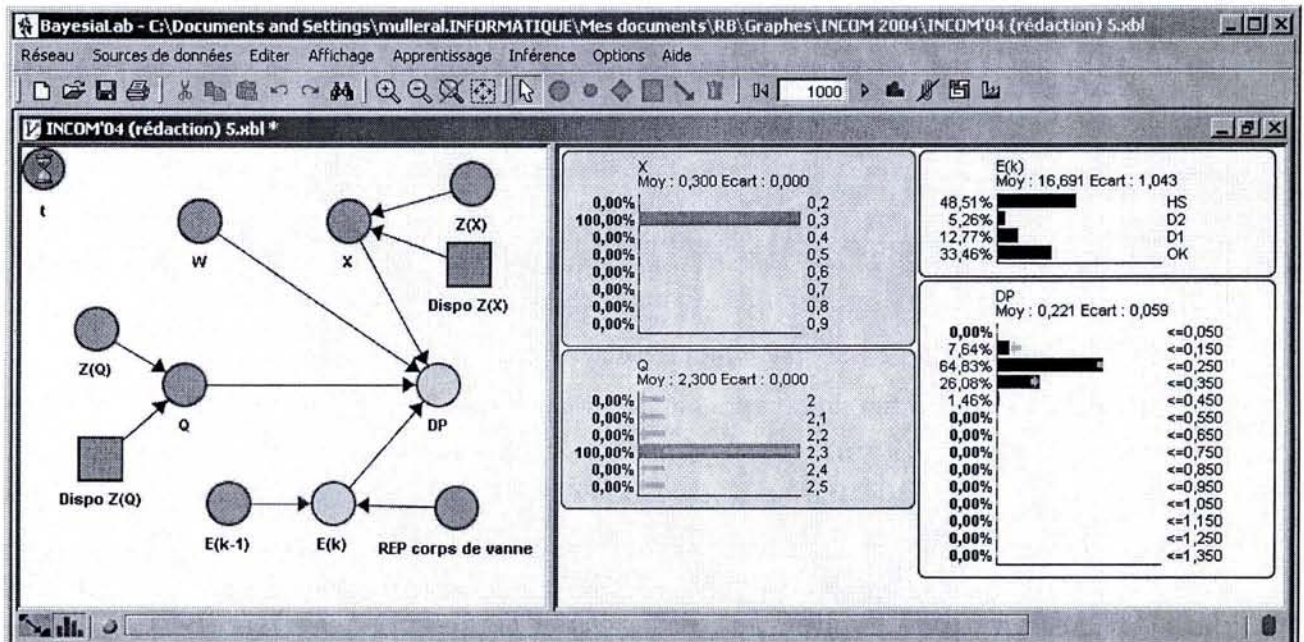 BayesiaLab - C:\Documents and Settings\mulleral.INFORMATIQUE\Mes documents\RB\Graphes\INCOM 2004\INCOM'04 (rédaction) 5.xbl
Réseau Sources de données Editer Affichage Apprentissage Inférence Options Aide
1000
INCOM'04 (rédaction) 5.xbl *
t
W
X
Z(X)
Dispo Z(X)
Z(Q)
Q
DP
Dispo Z(Q)
E(k-1)
E(k)
REP corps de vanne
X
Moy : 0,300 Ecart : 0,000
0,00% 0,2
100,00% 0,3
0,00% 0,4
0,00% 0,5
0,00% 0,6
0,00% 0,7
0,00% 0,8
0,00% 0,9
Q
Moy : 2,300 Ecart : 0,000
0,00% 2
0,00% 2,1
0,00% 2,2
100,00% 2,3
0,00% 2,4
0,00% 2,5
E(k)
Moy : 16,691 Ecart : 1,043
48,51% HS
5,26% D2
12,77% D1
33,46% OK
DP
Moy : 0,221 Ecart : 0,059
0,00% <=0,050
7,64% <=0,150
64,83% <=0,250
26,08% <=0,350
1,46% <=0,450
0,00% <=0,550
0,00% <=0,650
0,00% <=0,750
0,00% <=0,850
0,00% <=0,950
0,00% <=1,050
0,00% <=1,150
0,00% <=1,250
0,00% <=1,350